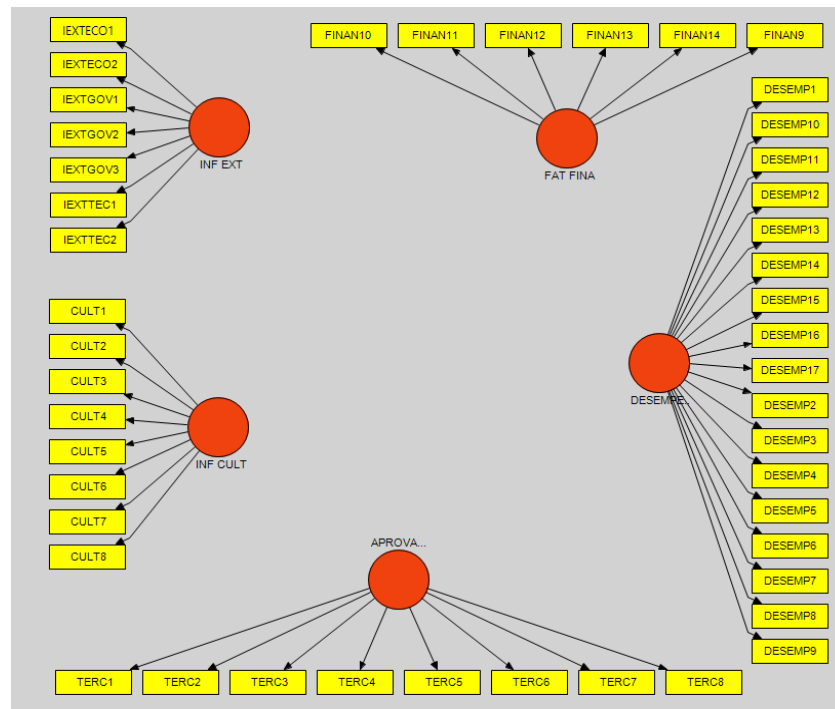 IEXTECO1
IEXTECO2
IEXTGOV1
IEXTGOV2
IEXTGOV3
IEXTTEC1
IEXTTEC2
INF EXT
FINAN10
FINAN11
FINAN12
FINAN13
FINAN14
FINAN9
FAT FINA
DESEMP1
DESEMP10
DESEMP11
DESEMP12
DESEMP13
DESEMP14
DESEMP15
DESEMP16
DESEMP17
DESEMP2
DESEMP3
DESEMP4
DESEMP5
DESEMP6
DESEMP7
DESEMP8
DESEMP9
DESEMPE..
CULT1
CULT2
CULT3
CULT4
CULT5
CULT6
CULT7
CULT8
INF CULT
APROVA...
TERC1
TERC2
TERC3
TERC4
TERC5
TERC6
TERC7
TERC8